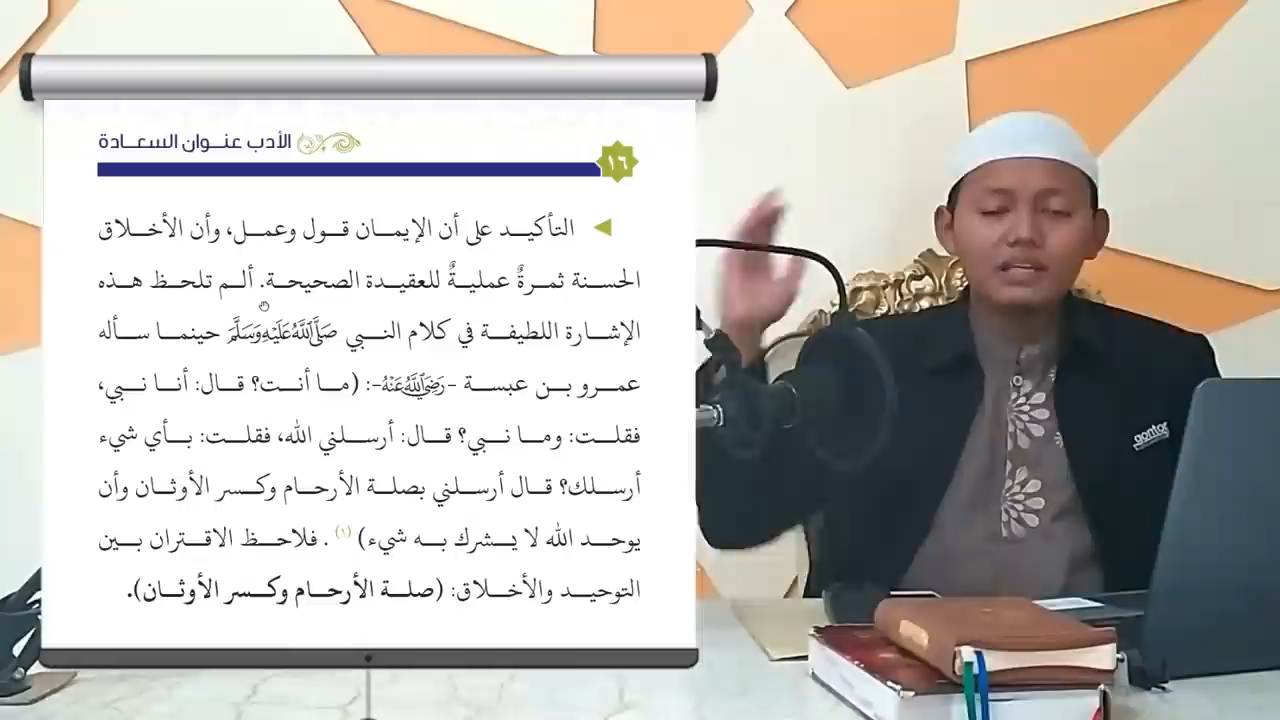 الأدب عنوان السعادة
١٦
التأكيد على أن الإيمان قول وعمل، وأن الأخلاق
الحسنة ثمرةٌ عمليةٌ للعقيدة الصحيحة. ألم تلحظ هذه
الإشارة اللطيفة في كلام النبي صَلَّىٰاللَّهُعَلَيْهِوَسَلَّمَ حينما سأله
عمرو بن عبسة -رَضِيَاللَّهُعَنْهُ-: (ما أنت؟ قال: أنا نبي،
فقلت: وما نبي؟ قال: أرسلني الله، فقلت: بأي شيء
أرسلك؟ قال أرسلني بصلة الأرحام وكسر الأوثان وأن
يوحد الله لا يشرك به شيء) (١) . فلاحظ الاقتران بين
التوحيد والأخلاق: (صلة الأرحام وكسر الأوثان).
gontor